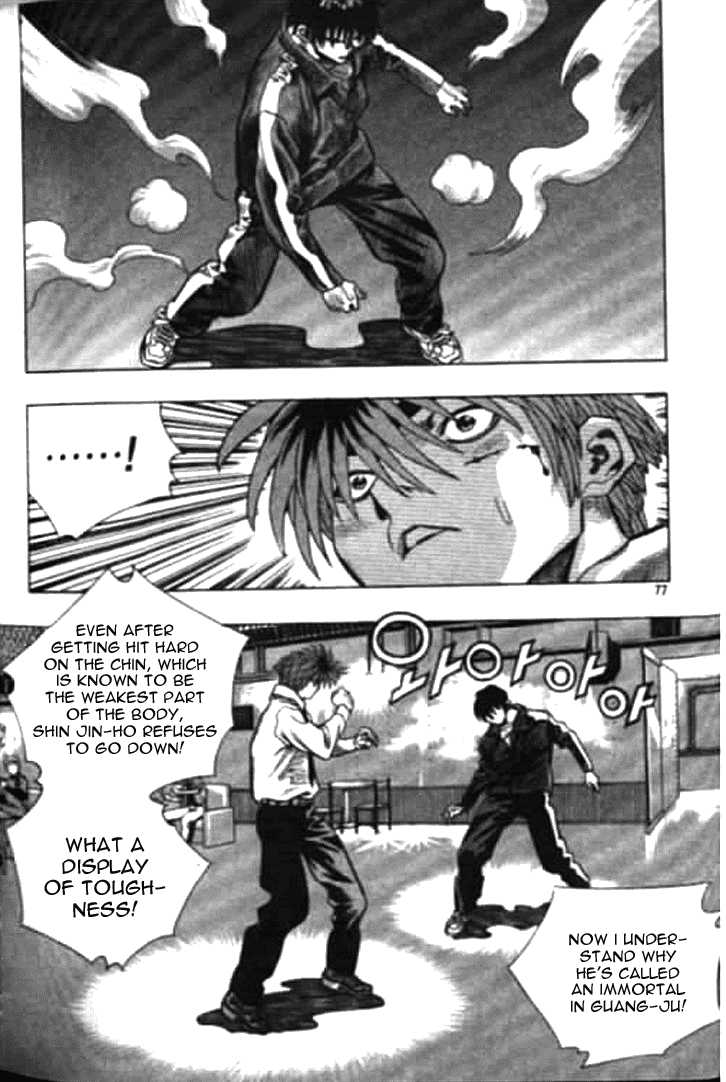 ......!
77
와아아아아
EVEN AFTER
GETTING HIT HARD
ON THE CHIN, WHICH
IS KNOWN TO BE
THE WEAKEST PART
OF THE BODY,
SHIN JIN-HO REFUSES
TO GO DOWN!
WHAT A
DISPLAY
OF TOUGH-
NESS!
NOW I UNDER-
STAND WHY
HE'S CALLED
AN IMMORTAL
IN GUANG-JU!